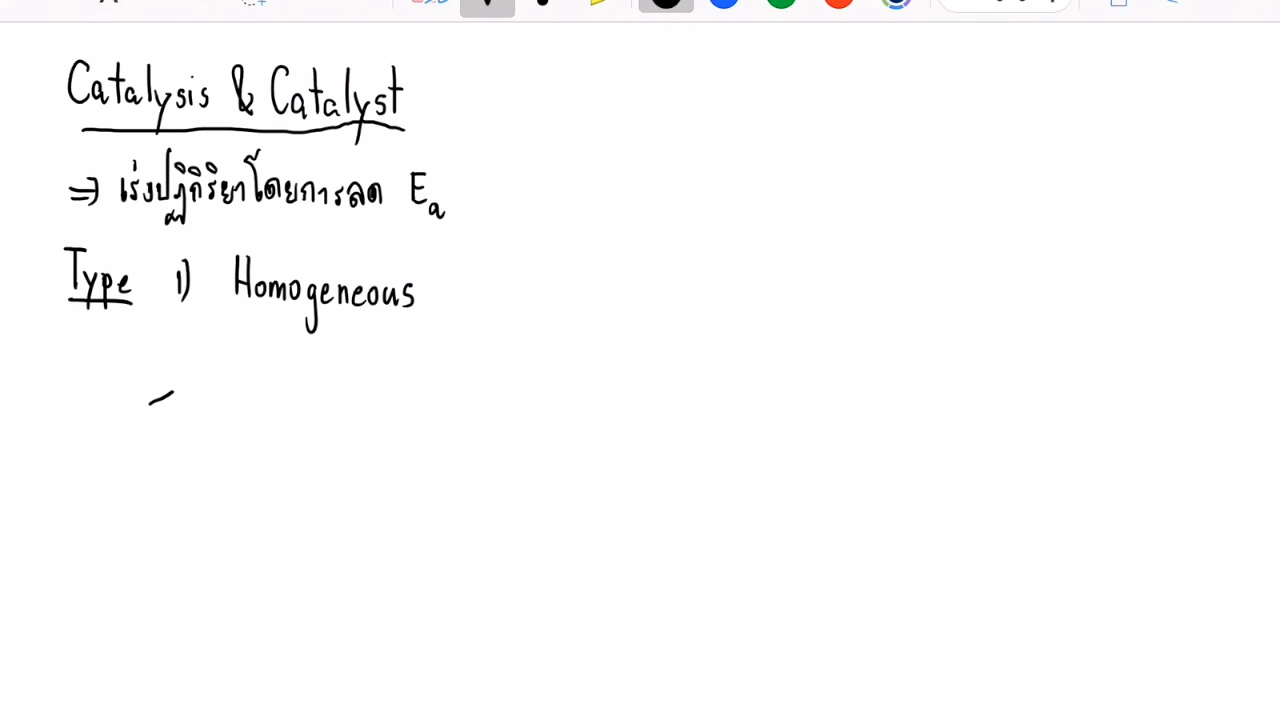 Catalysis & Catalyst
⇒ เร่งปฏิกิริยาโดยการลด Ea
Type 1) Homogeneous